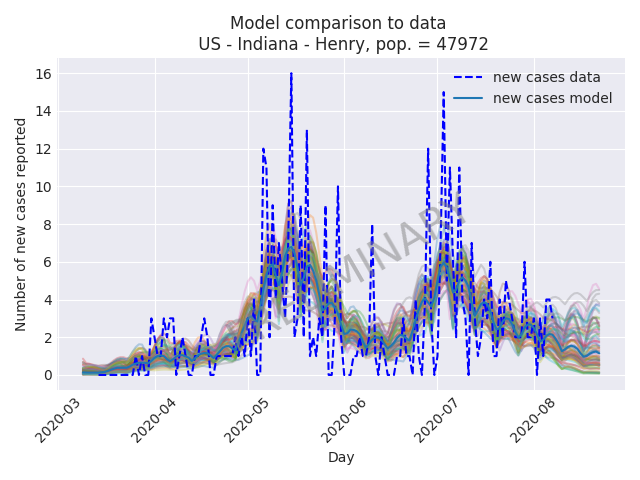 Model comparison to data
US - Indiana - Henry, pop. = 47972
new cases data
new cases model
PRELIMINARY
Number of new cases reported
16
14
12
10
8
6
4
2
0
2020-03
2020-04
2020-05
2020-06
2020-07
2020-08
Day